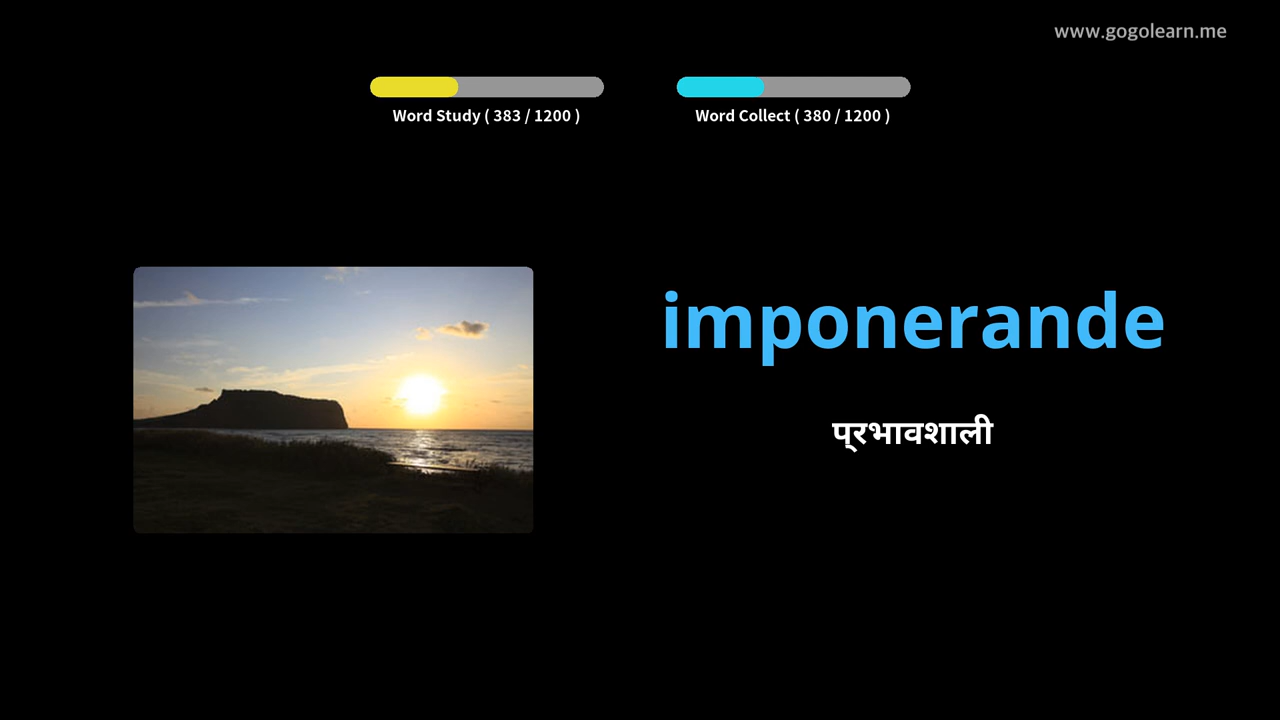 www.gogolearn.me
Word Study ( 383 / 1200 )
Word Collect ( 380 / 1200 )
imponerande
प्रभावशाली